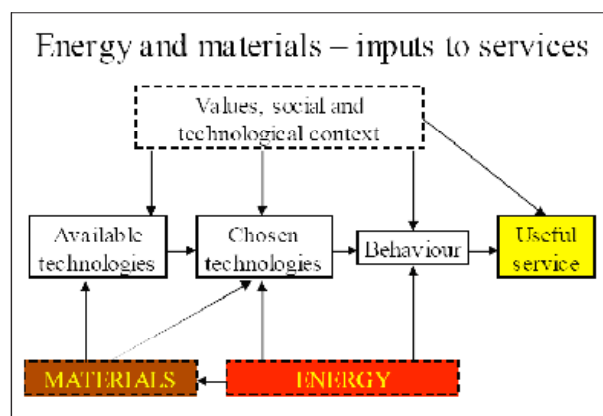 Energy and materials – inputs to services
Values, social and
technological context
Available
technologies
Chosen
technologies
Behaviour
Useful
service
MATERIALS
ENERGY